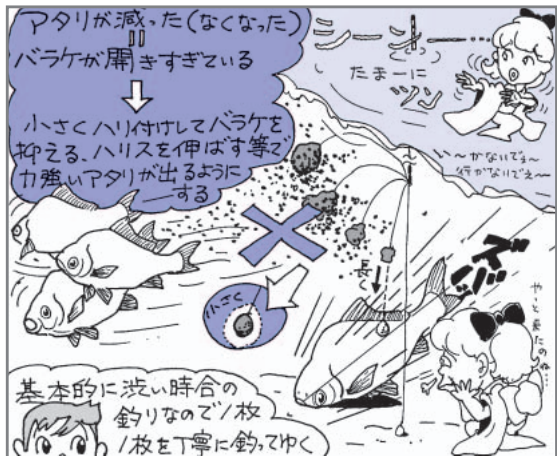 アタリが減った(なくなった)
||
バラケが開きすぎている
小さくハリ付けしてバラケを
抑える、ハリスを伸ばす等で
力強いアタリが出るように
する
シーン…
たまーに
ツン
い〜かないでぇ〜
行かないでぇ〜
長く
ズバ
小さく
やっと来たのね…
基本的に渋い時合の
釣りなので1枚
1枚を丁寧に釣ってゆく